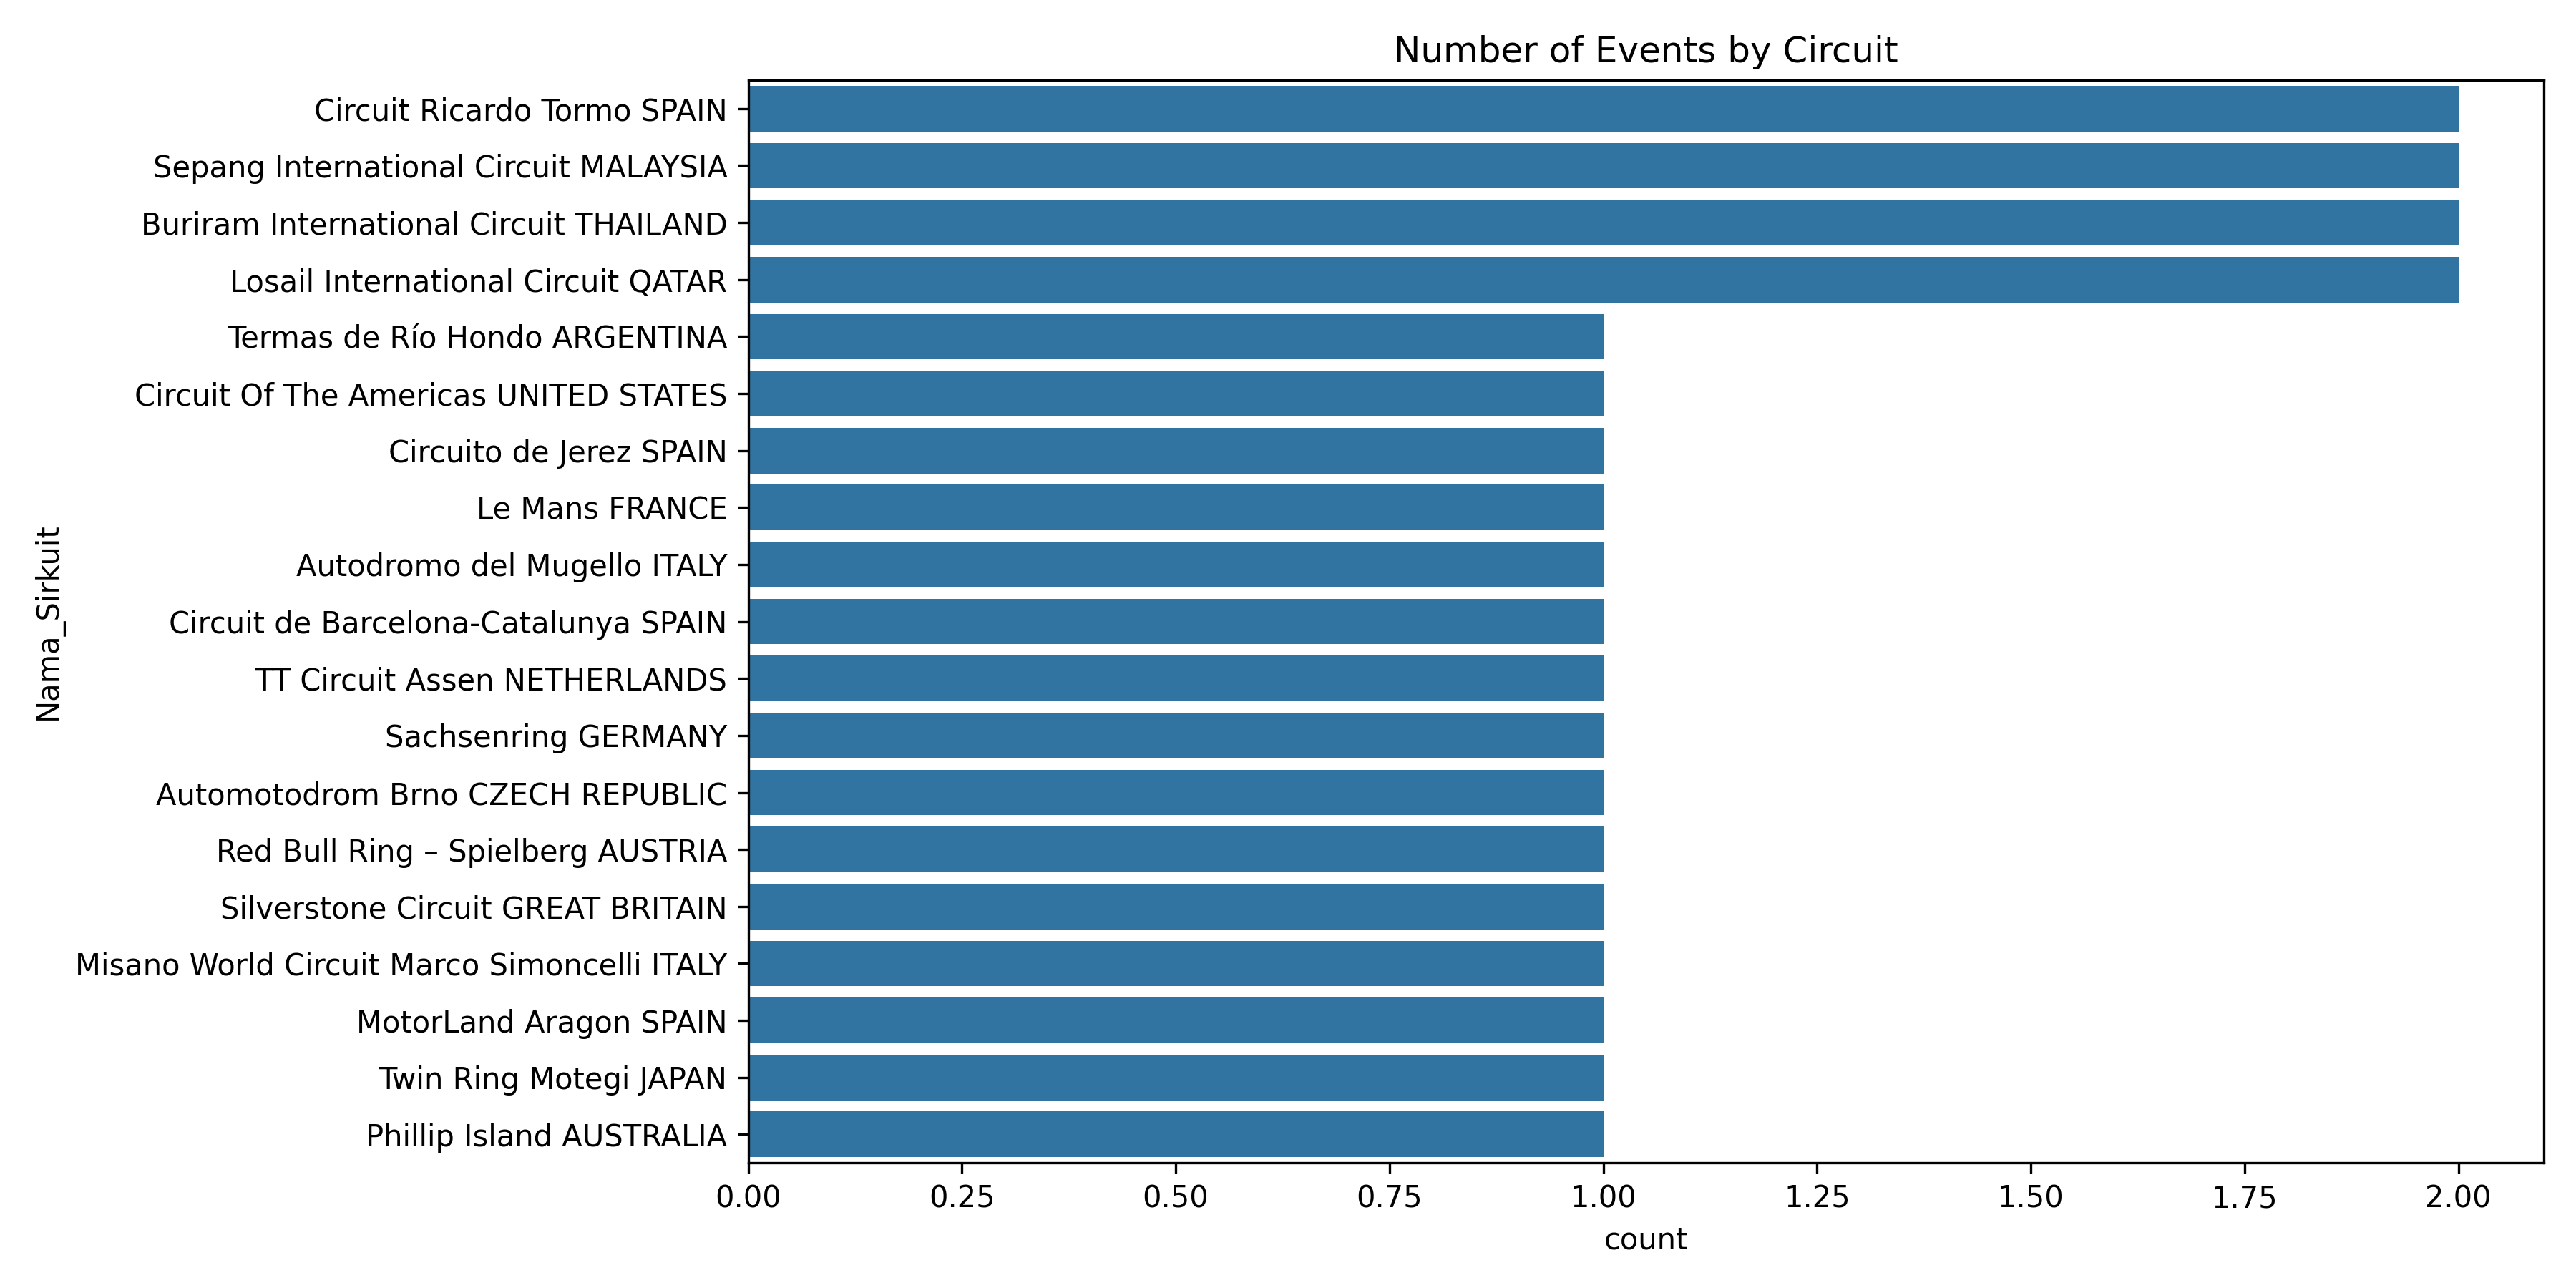 Number of Events by Circuit
Circuit Ricardo Tormo SPAIN
Sepang International Circuit MALAYSIA
Buriram International Circuit THAILAND
Losail International Circuit QATAR
Termas de Río Hondo ARGENTINA
Circuit Of The Americas UNITED STATES
Circuito de Jerez SPAIN
Le Mans FRANCE
Autodromo del Mugello ITALY
Circuit de Barcelona-Catalunya SPAIN
TT Circuit Assen NETHERLANDS
Sachsenring GERMANY
Automotodrom Brno CZECH REPUBLIC
Red Bull Ring – Spielberg AUSTRIA
Silverstone Circuit GREAT BRITAIN
Misano World Circuit Marco Simoncelli ITALY
MotorLand Aragon SPAIN
Twin Ring Motegi JAPAN
Phillip Island AUSTRALIA
Nama_Sirkuit
0.00 0.25 0.50 0.75 1.00 1.25 1.50 1.75 2.00
count